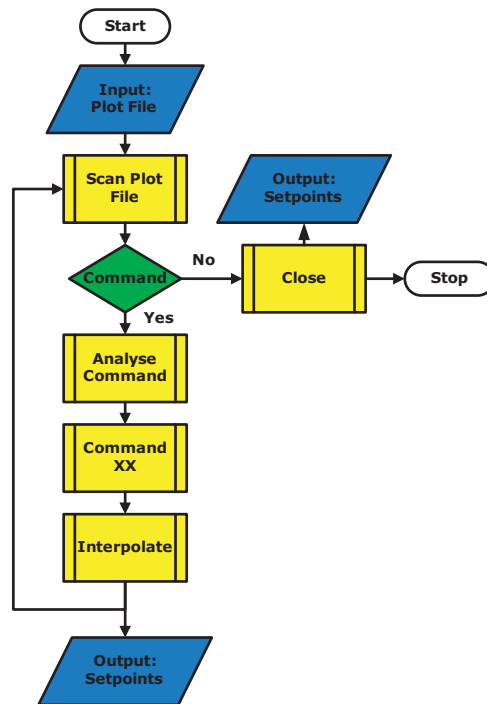 Start
Input:
Plot File
Scan Plot
File
Output:
Setpoints
Command
No
Close
Stop
Yes
Analyse
Command
Command
XX
Interpolate
Output:
Setpoints